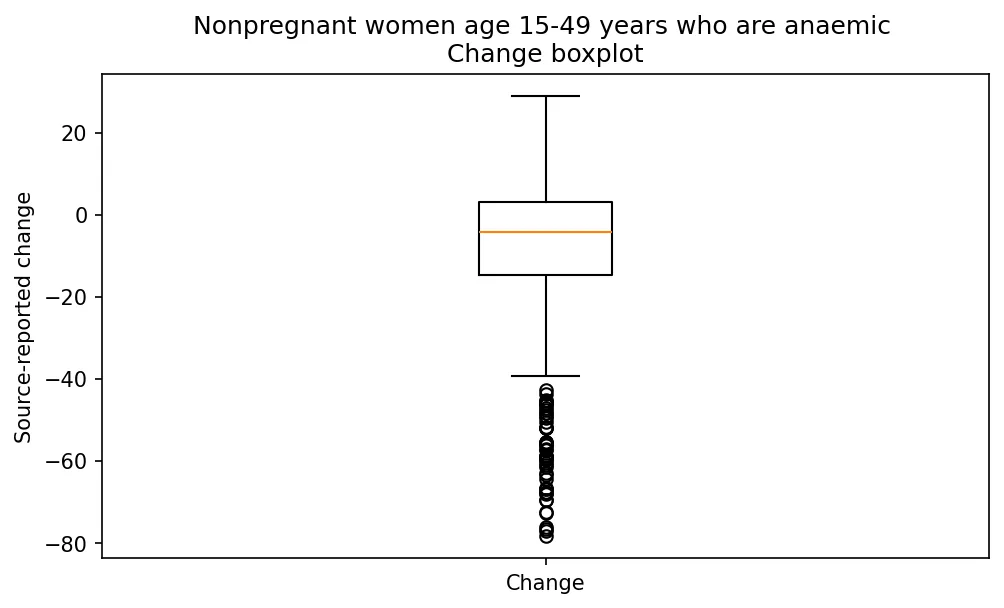 Nonpregnant women age 15-49 years who are anaemic
Change boxplot
Source-reported change
20
0
−20
−40
−60
−80
Change